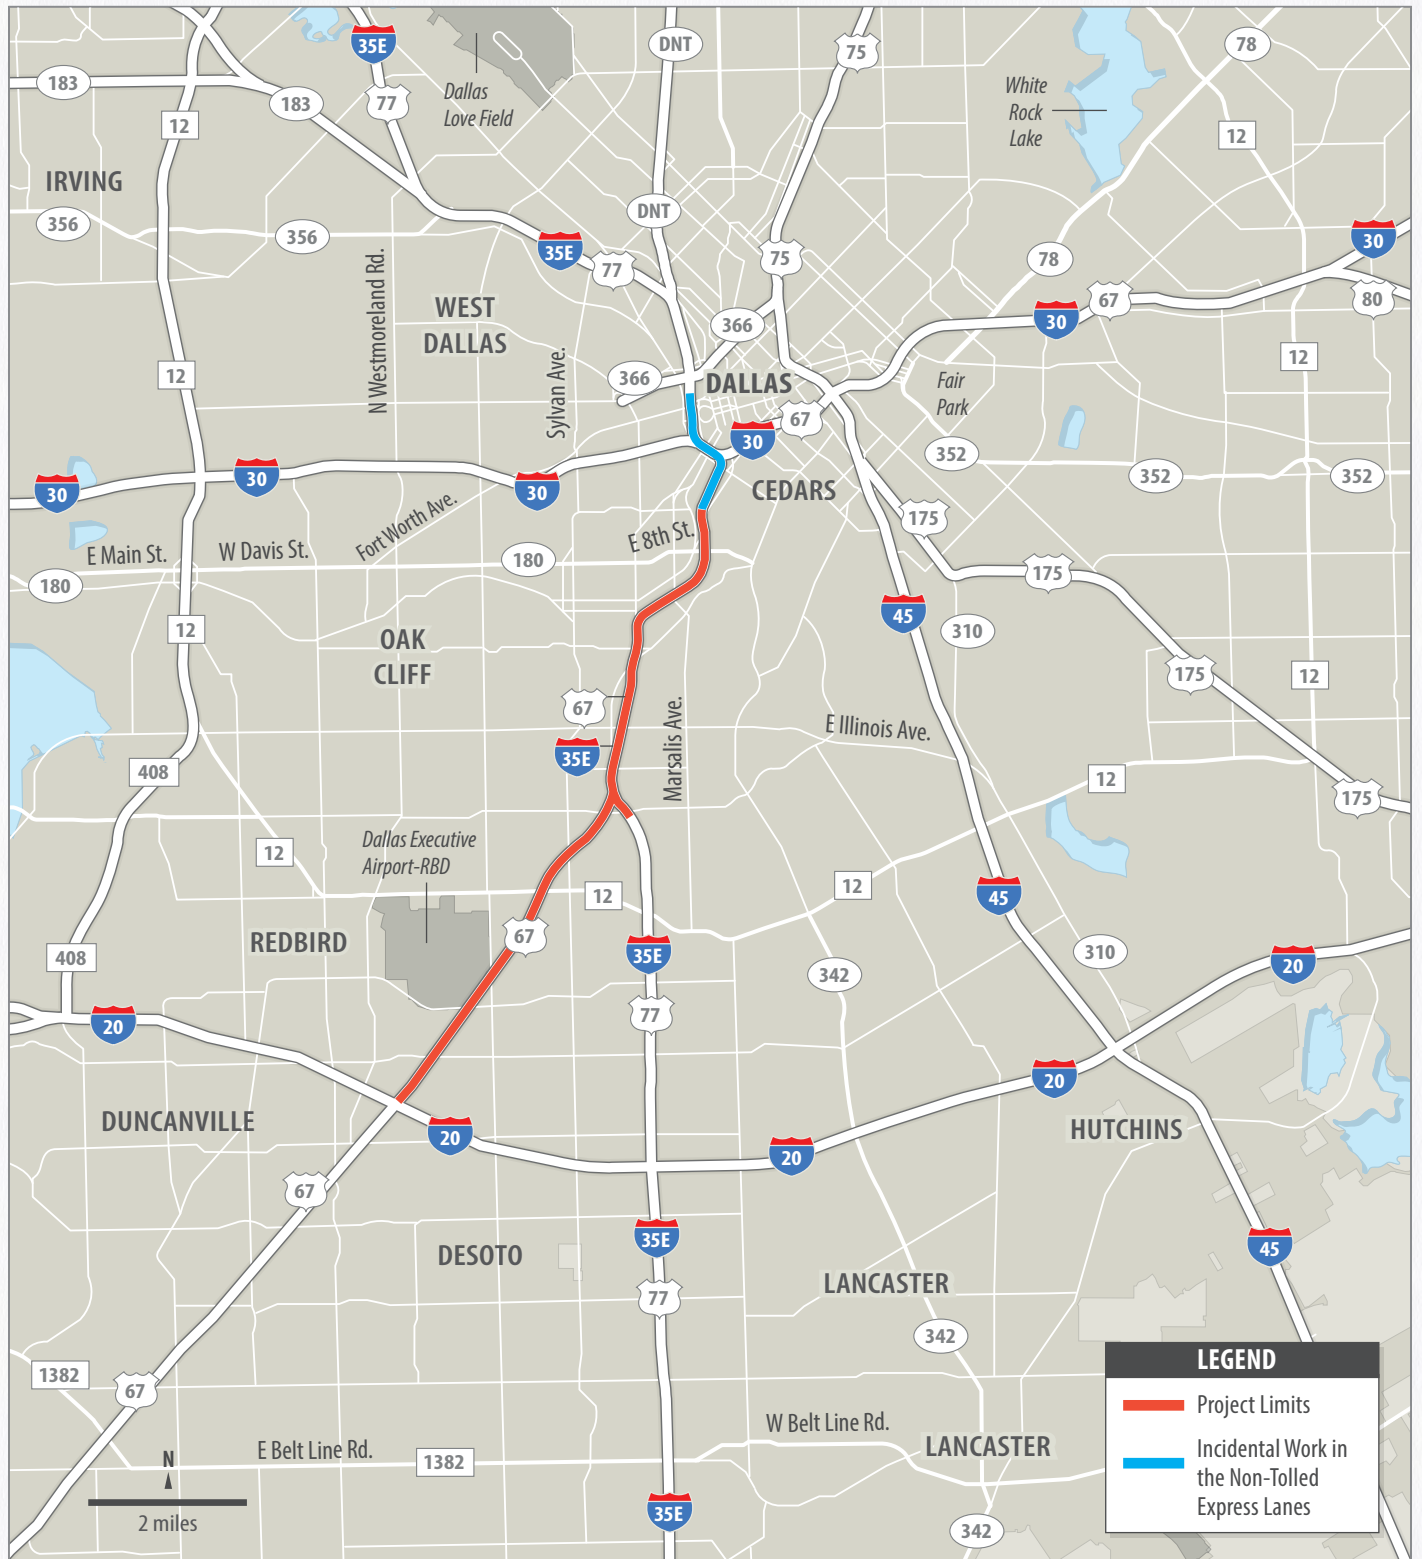 35E
DNT
75
78
183
77
183
Dallas
Love Field
White
Rock
Lake
12
12
IRVING
356
356
DNT
35E
77
75
78
30
N Westmoreland Rd.
WEST
DALLAS
366
67
30
80
12
12
Sylvan Ave.
366
DALLAS
Fair
Park
67
30
352
352
352
30
30
30
CEDARS
175
Fort Worth Ave.
E 8th St.
E Main St.
W Davis St.
180
180
175
45
12
310
OAK
CLIFF
175
12
67
35E
Marsalis Ave.
E Illinois Ave.
408
12
175
Dallas Executive
Airport-RBD
12
12
12
45
REDBIRD
67
35E
310
408
20
342
77
20
20
DUNCANVILLE
20
20
HUTCHINS
67
35E
45
DESOTO
LANCASTER
77
342
LEGEND
1382
67
Project Limits
W Belt Line Rd.
LANCASTER
E Belt Line Rd.
1382
Incidental Work in
the Non-Tolled
Express Lanes
N
2 miles
35E
342